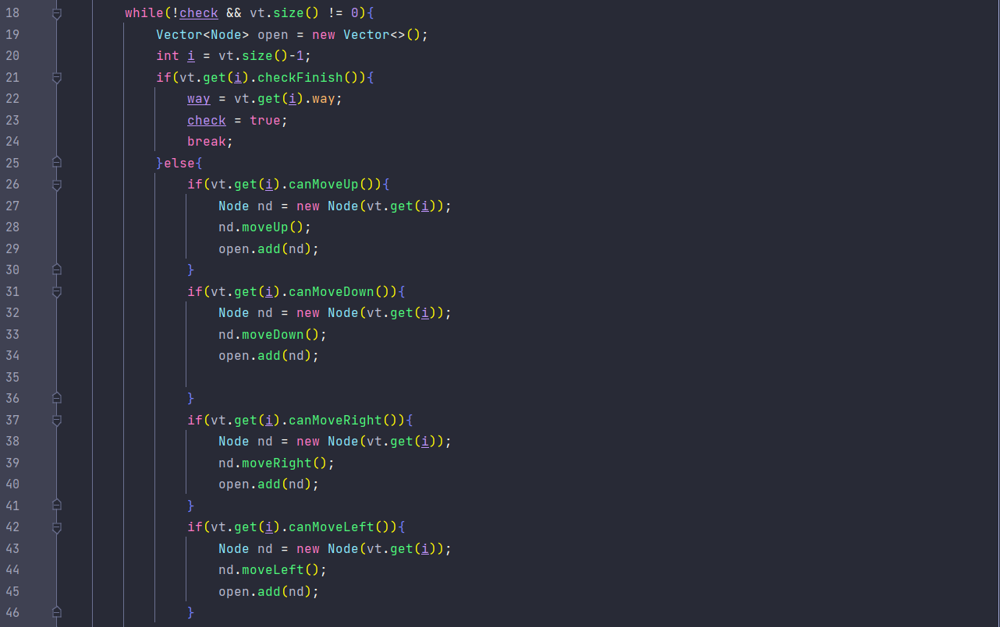 18 while(!check && vt.size() != 0){
19 Vector<Node> open = new Vector<>();
20 int i = vt.size()-1;
21 if(vt.get(i).checkFinish()){
22 way = vt.get(i).way;
23 check = true;
24 break;
25 }else{
26 if(vt.get(i).canMoveUp()){
27 Node nd = new Node(vt.get(i));
28 nd.moveUp();
29 open.add(nd);
30 }
31 if(vt.get(i).canMoveDown()){
32 Node nd = new Node(vt.get(i));
33 nd.moveDown();
34 open.add(nd);
35
36 }
37 if(vt.get(i).canMoveRight()){
38 Node nd = new Node(vt.get(i));
39 nd.moveRight();
40 open.add(nd);
41 }
42 if(vt.get(i).canMoveLeft()){
43 Node nd = new Node(vt.get(i));
44 nd.moveLeft();
45 open.add(nd);
46 }